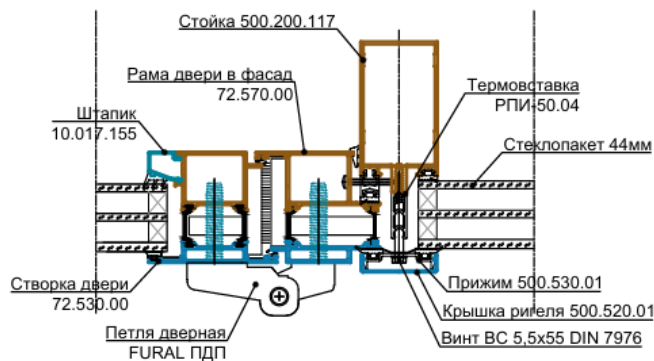 Стойка 500.200.117
Рама двери в фасад
72.570.00
Термовставка
РПИ-50.04
Штапик
10.017.155
Стеклопакет 44мм
Створка двери
72.530.00
Прижим 500.530.01
Крышка ригеля 500.520.01
Петля дверная
FURAL ПДП
Винт ВС 5,5х55 DIN 7976